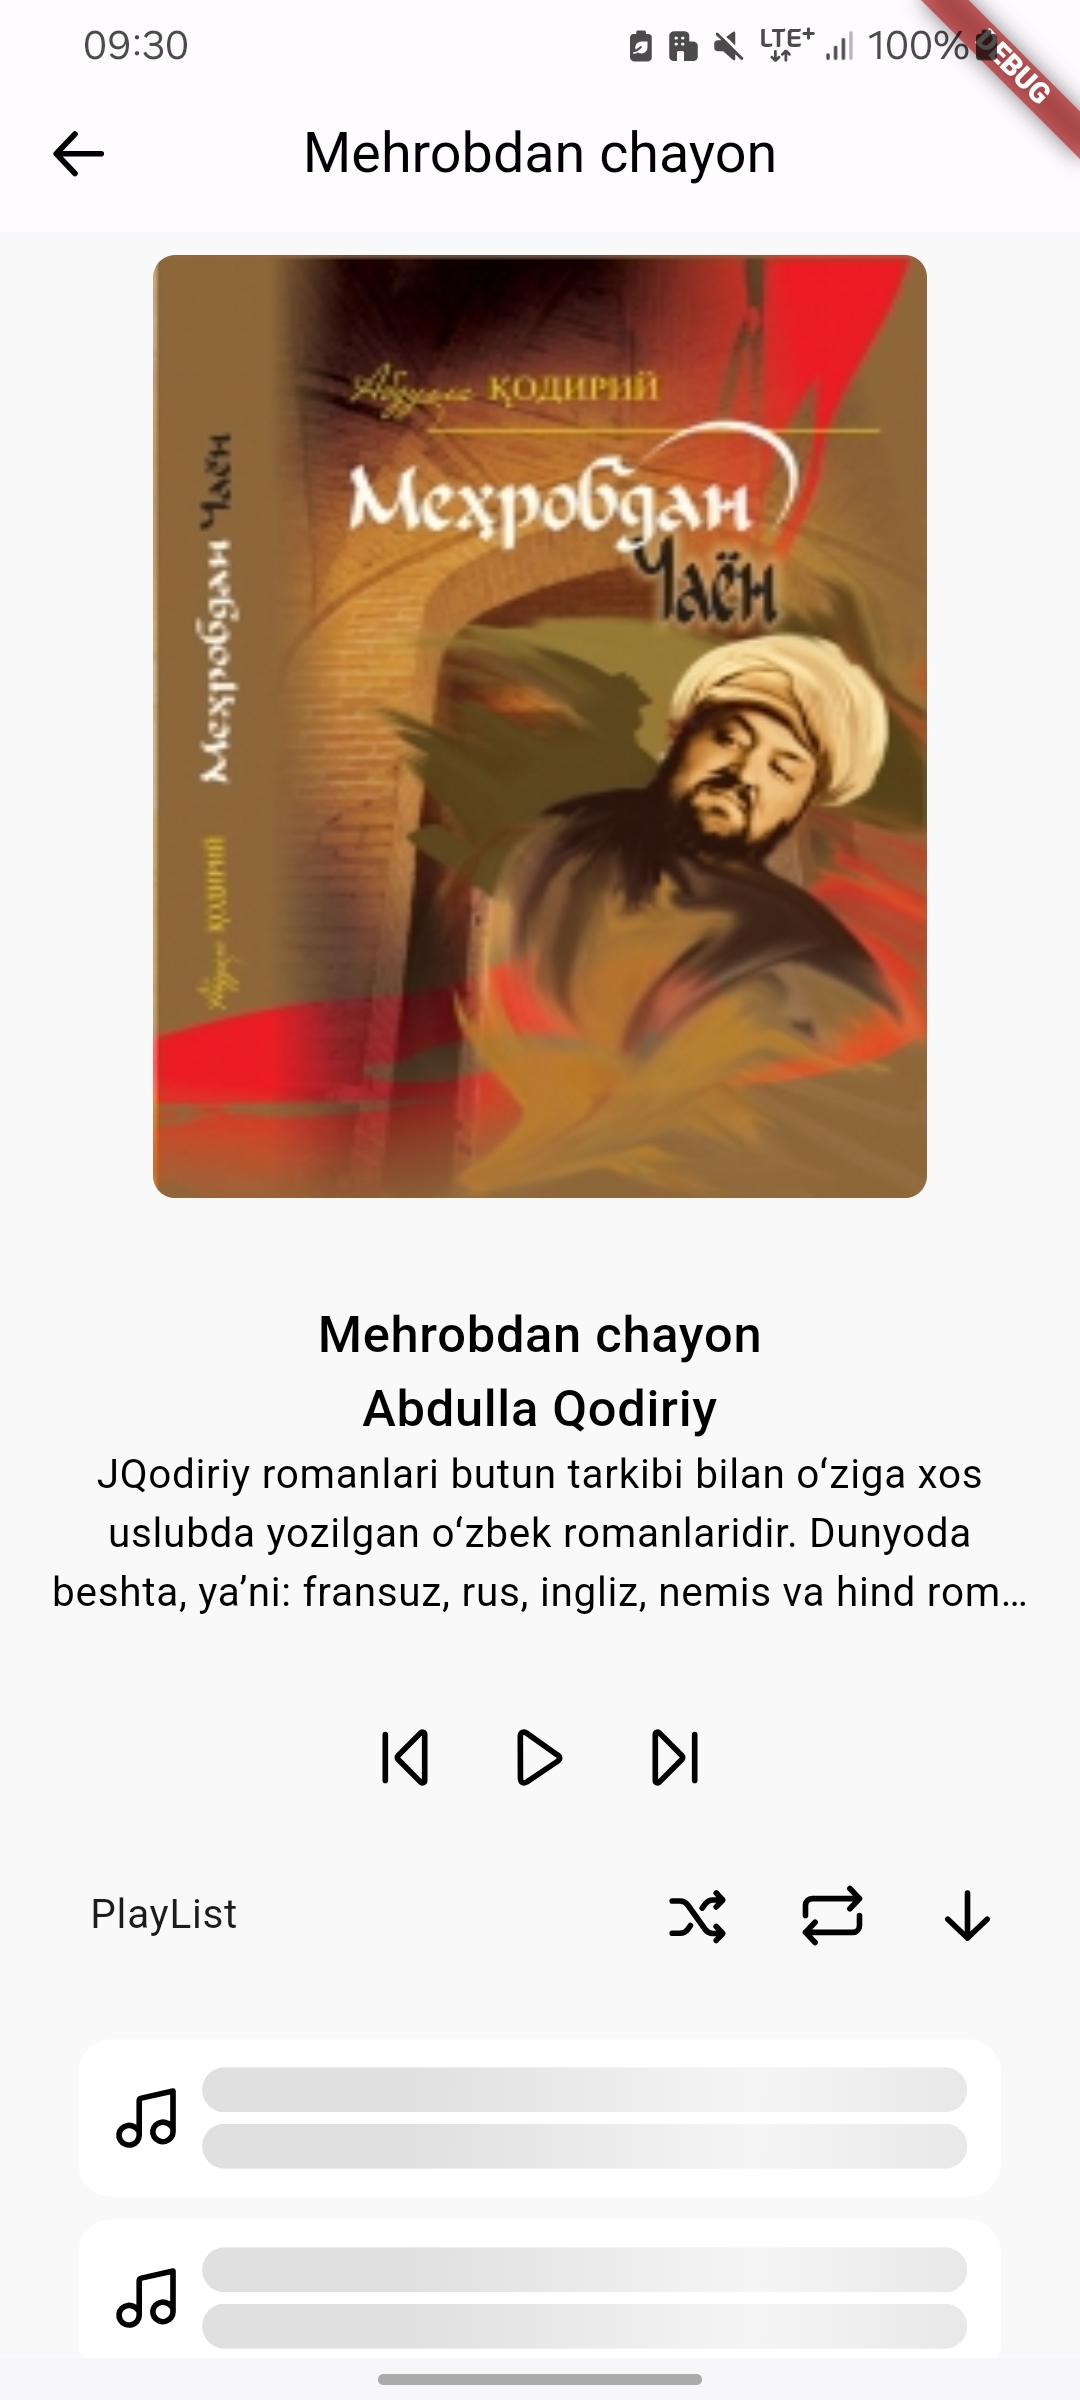 09:30
LTE+
100%
DEBUG
Mehrobdan chayon
Абдулла ҚОДИРИЙ
Меҳробдан
Чаён
Меҳробдан Чаён
Абдулла ҚОДИРИЙ
Mehrobdan chayon
Abdulla Qodiriy
JQodiriy romanlari butun tarkibi bilan oʻziga xos
uslubda yozilgan oʻzbek romanlaridir. Dunyoda
beshta, ya’ni: fransuz, rus, ingliz, nemis va hind rom…
PlayList